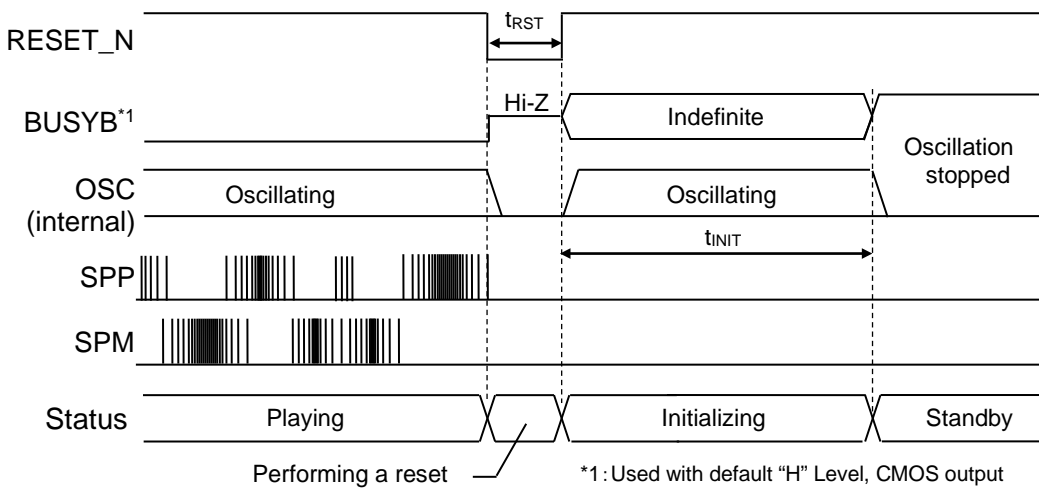 tRST
RESET_N
Hi-Z
BUSYB*1
Indefinite
Oscillation
stopped
OSC
(internal)
Oscillating
Oscillating
tINIT
SPP
SPM
Status
Playing
Initializing
Standby
Performing a reset
*1:Used with default “H” Level, CMOS output